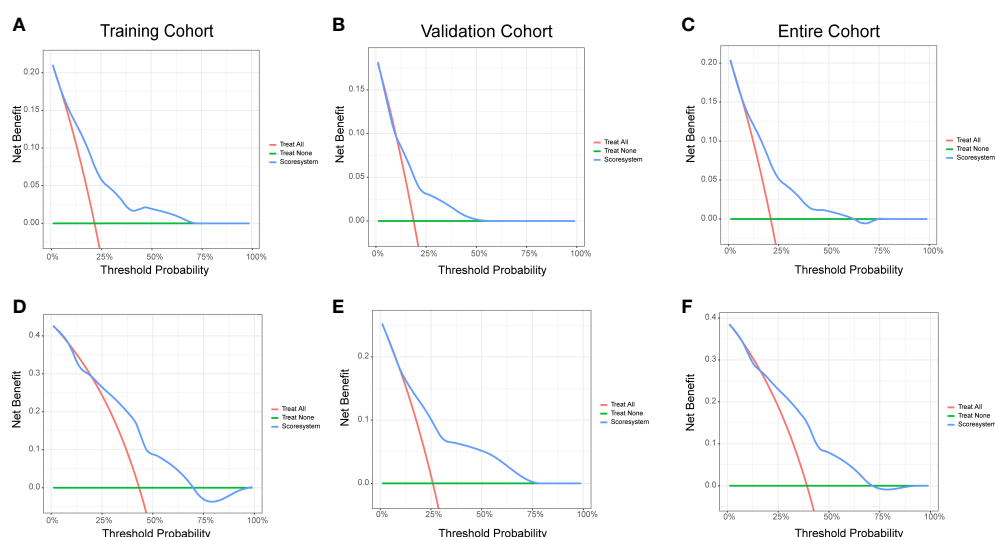 A
Training Cohort
Net Benefit
0.20
0.15
0.10
0.05
0.00
0%
25%
50%
75%
100%
Threshold Probability
Treat All
Treat None
Scoresystem
B
Validation Cohort
Net Benefit
0.15
0.10
0.05
0.00
0%
25%
50%
75%
100%
Threshold Probability
Treat All
Treat None
Scoresystem
C
Entire Cohort
Net Benefit
0.20
0.15
0.10
0.05
0.00
0%
25%
50%
75%
100%
Threshold Probability
Treat All
Treat None
Scoresystem
D
Net Benefit
0.4
0.3
0.2
0.1
0.0
0%
25%
50%
75%
100%
Threshold Probability
Treat All
Treat None
Scoresystem
E
Net Benefit
0.2
0.1
0.0
0%
25%
50%
75%
100%
Threshold Probability
Treat All
Treat None
Scoresystem
F
Net Benefit
0.4
0.3
0.2
0.1
0.0
0%
25%
50%
75%
100%
Threshold Probability
Treat All
Treat None
Scoresystem